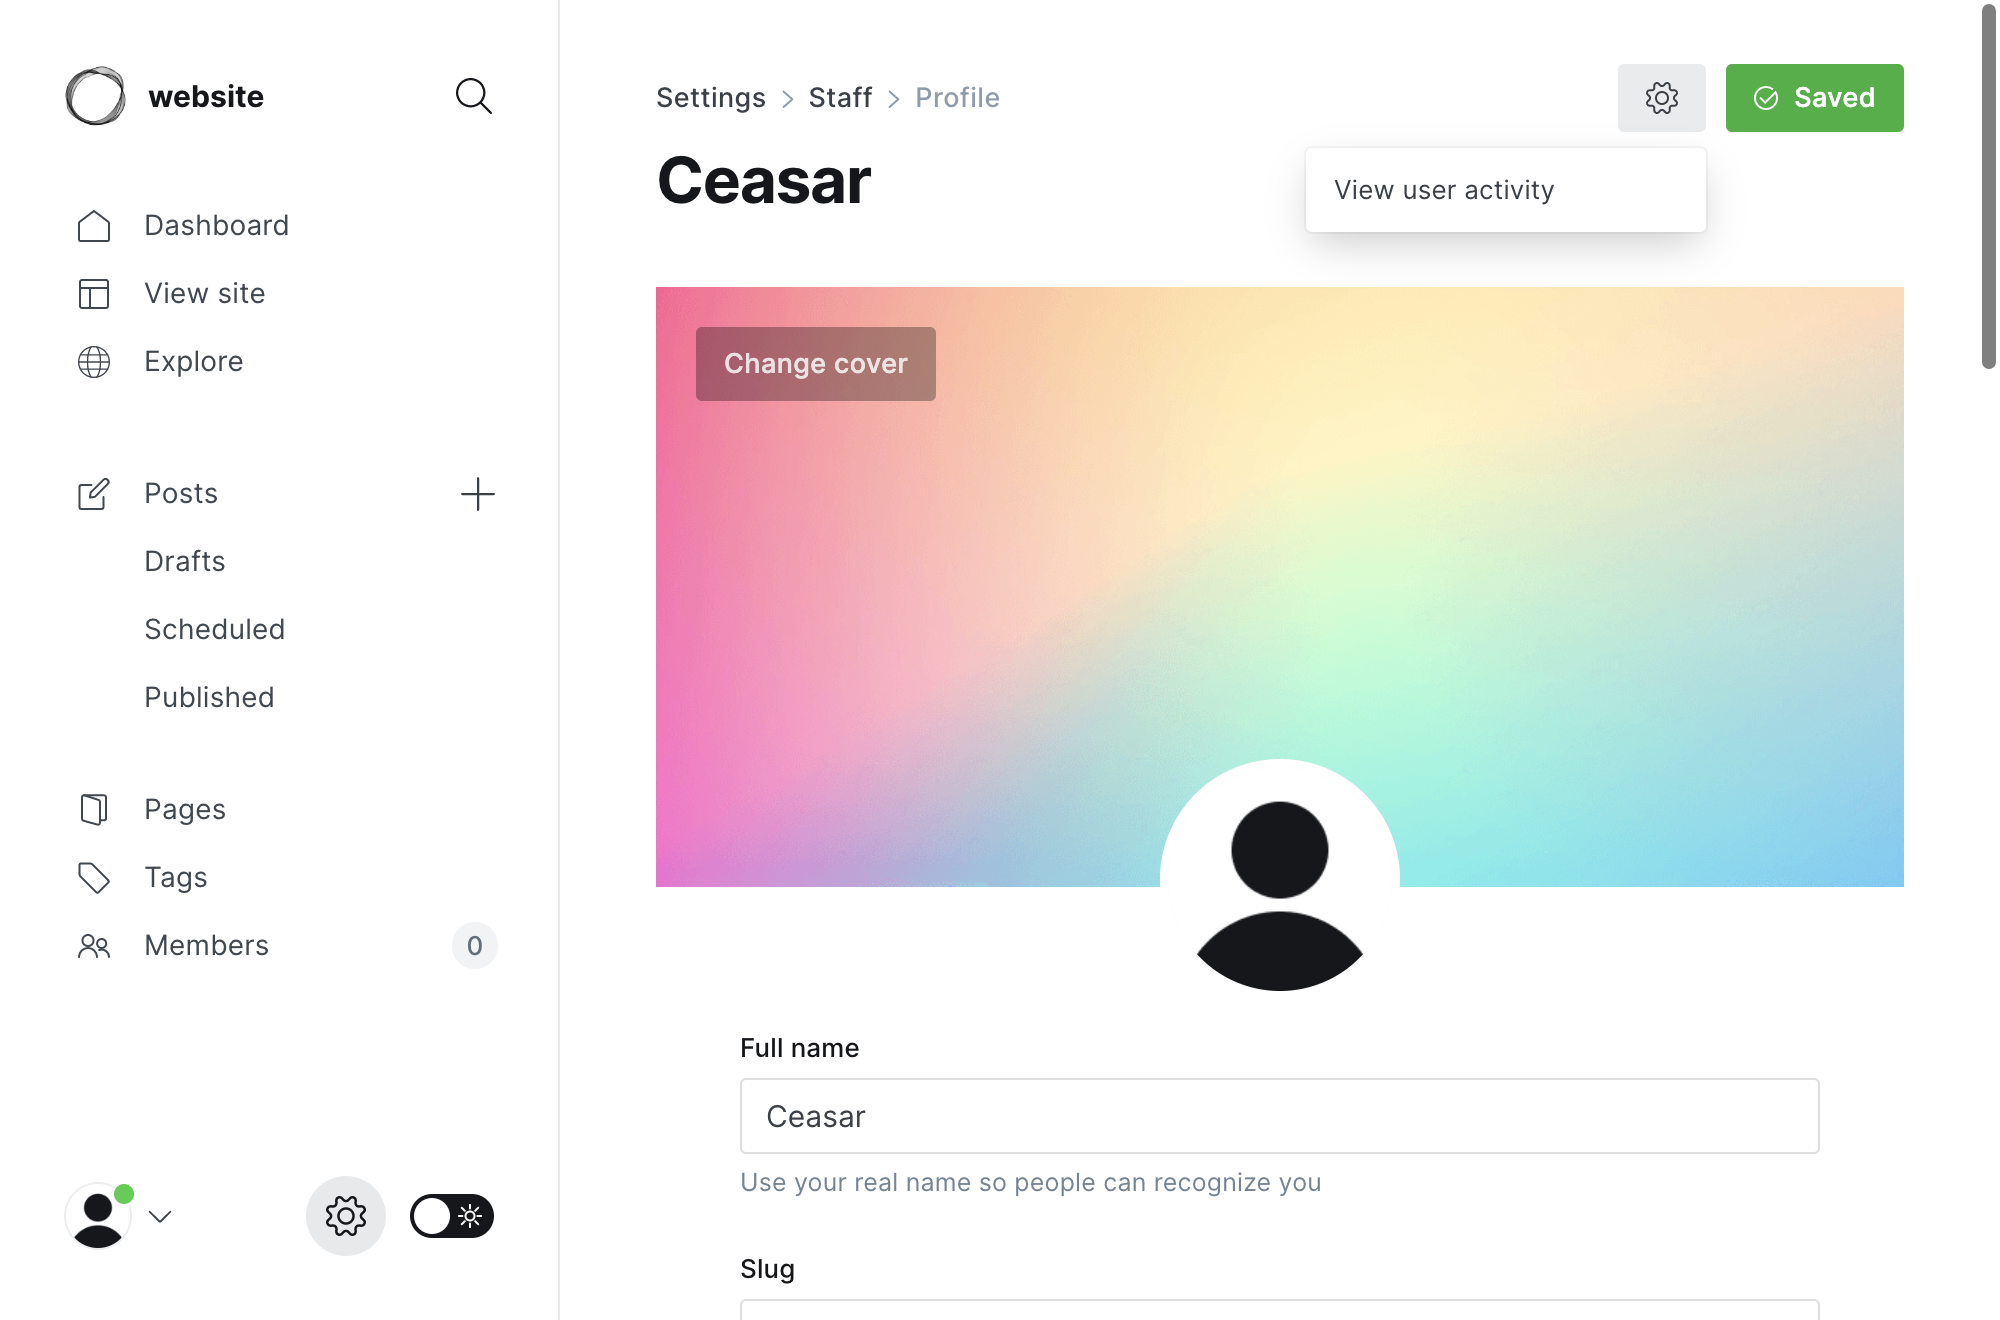 website
Dashboard
View site
Explore
Posts
Drafts
Scheduled
Published
Pages
Tags
Members 0
Settings > Staff > Profile
Saved
Ceasar
View user activity
Change cover
Full name
Ceasar
Use your real name so people can recognize you
Slug